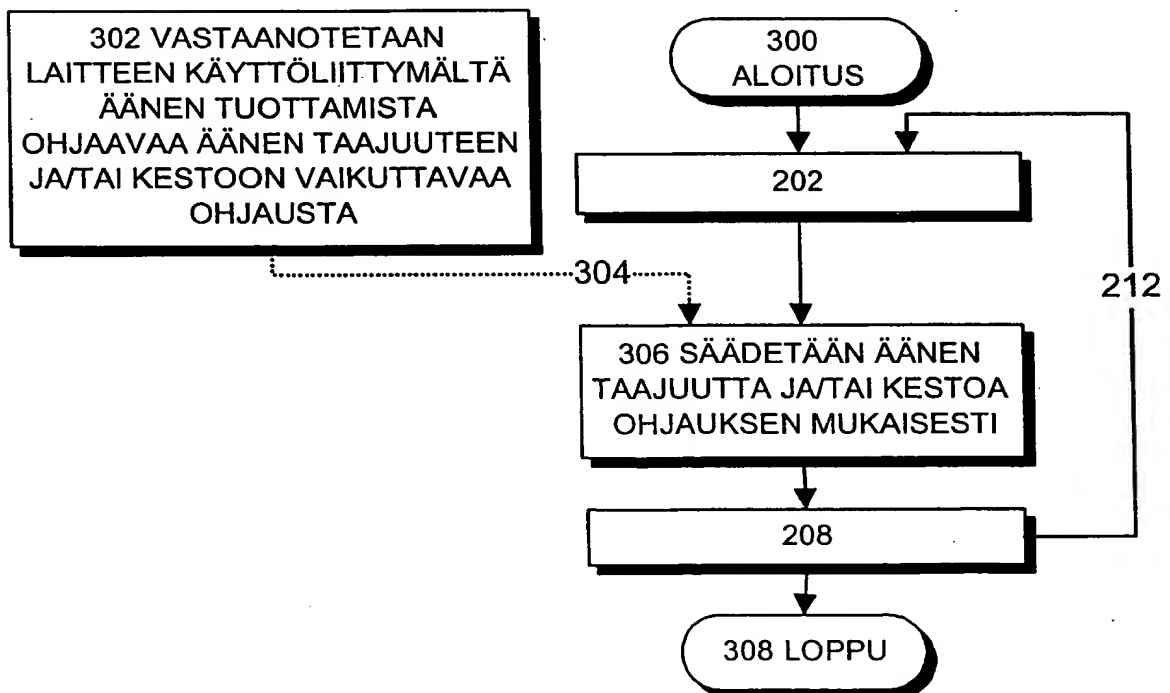 302 VASTAANOTETAAN
LAITTEEN KÄYTTÖLIITTYMÄLTÄ
ÄÄNEN TUOTTAMISTA
OHJAAVAA ÄÄNEN TAAJUUTEEN
JA/TAI KESTOON VAIKUTTAVAA
OHJAUSTA
300
ALOITUS
202
304
212
306 SÄÄDETÄÄN ÄÄNEN
TAAJUUTTA JA/TAI KESTOA
OHJAUKSEN MUKAISESTI
208
308 LOPPU